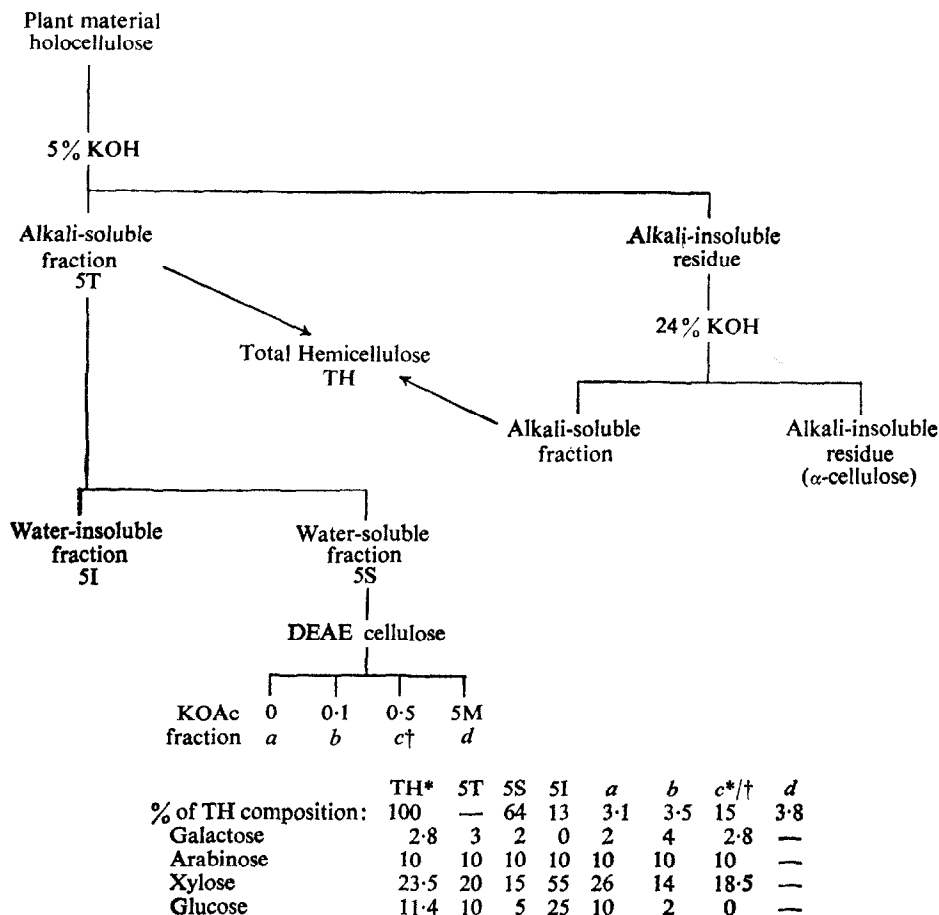 Plant material
holocellulose
5% KOH
Alkali-soluble
fraction
5T
Alkali-insoluble
residue
24% KOH
Total Hemicellulose
TH
Alkali-soluble
fraction
Alkali-insoluble
residue
(α-cellulose)
Water-insoluble
fraction
5I
Water-soluble
fraction
5S
DEAE cellulose
KOAc 0 0·1 0·5 5M
fraction a b c† d
TH* 5T 5S 5I a b c*/† d
% of TH composition: 100 — 64 13 3·1 3·5 15 3·8
Galactose 2·8 3 2 0 2 4 2·8 —
Arabinose 10 10 10 10 10 10 10 —
Xylose 23·5 20 15 55 26 14 18·5 —
Glucose 11·4 10 5 25 10 2 0 —